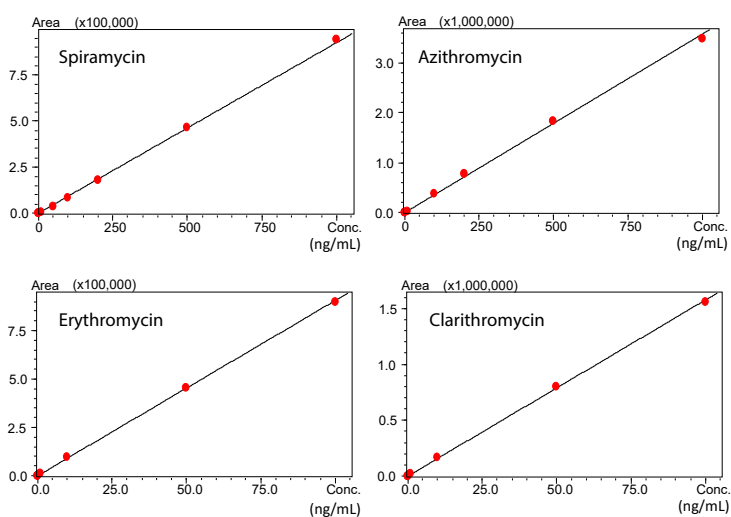 Area (x100,000)
Spiramycin
7.5
5.0
2.5
0.0
0.0 250 500 750 Conc.
(ng/mL)
Area (x1,000,000)
Azithromycin
3.0
2.0
1.0
0.0
0.0 250 500 750 Conc.
(ng/mL)
Area (x100,000)
Erythromycin
7.5
5.0
2.5
0.0
0.0 25.0 50.0 75.0 Conc.
(ng/mL)
Area (x1,000,000)
Clarithromycin
1.5
1.0
0.5
0.0
0.0 25.0 50.0 75.0 Conc.
(ng/mL)